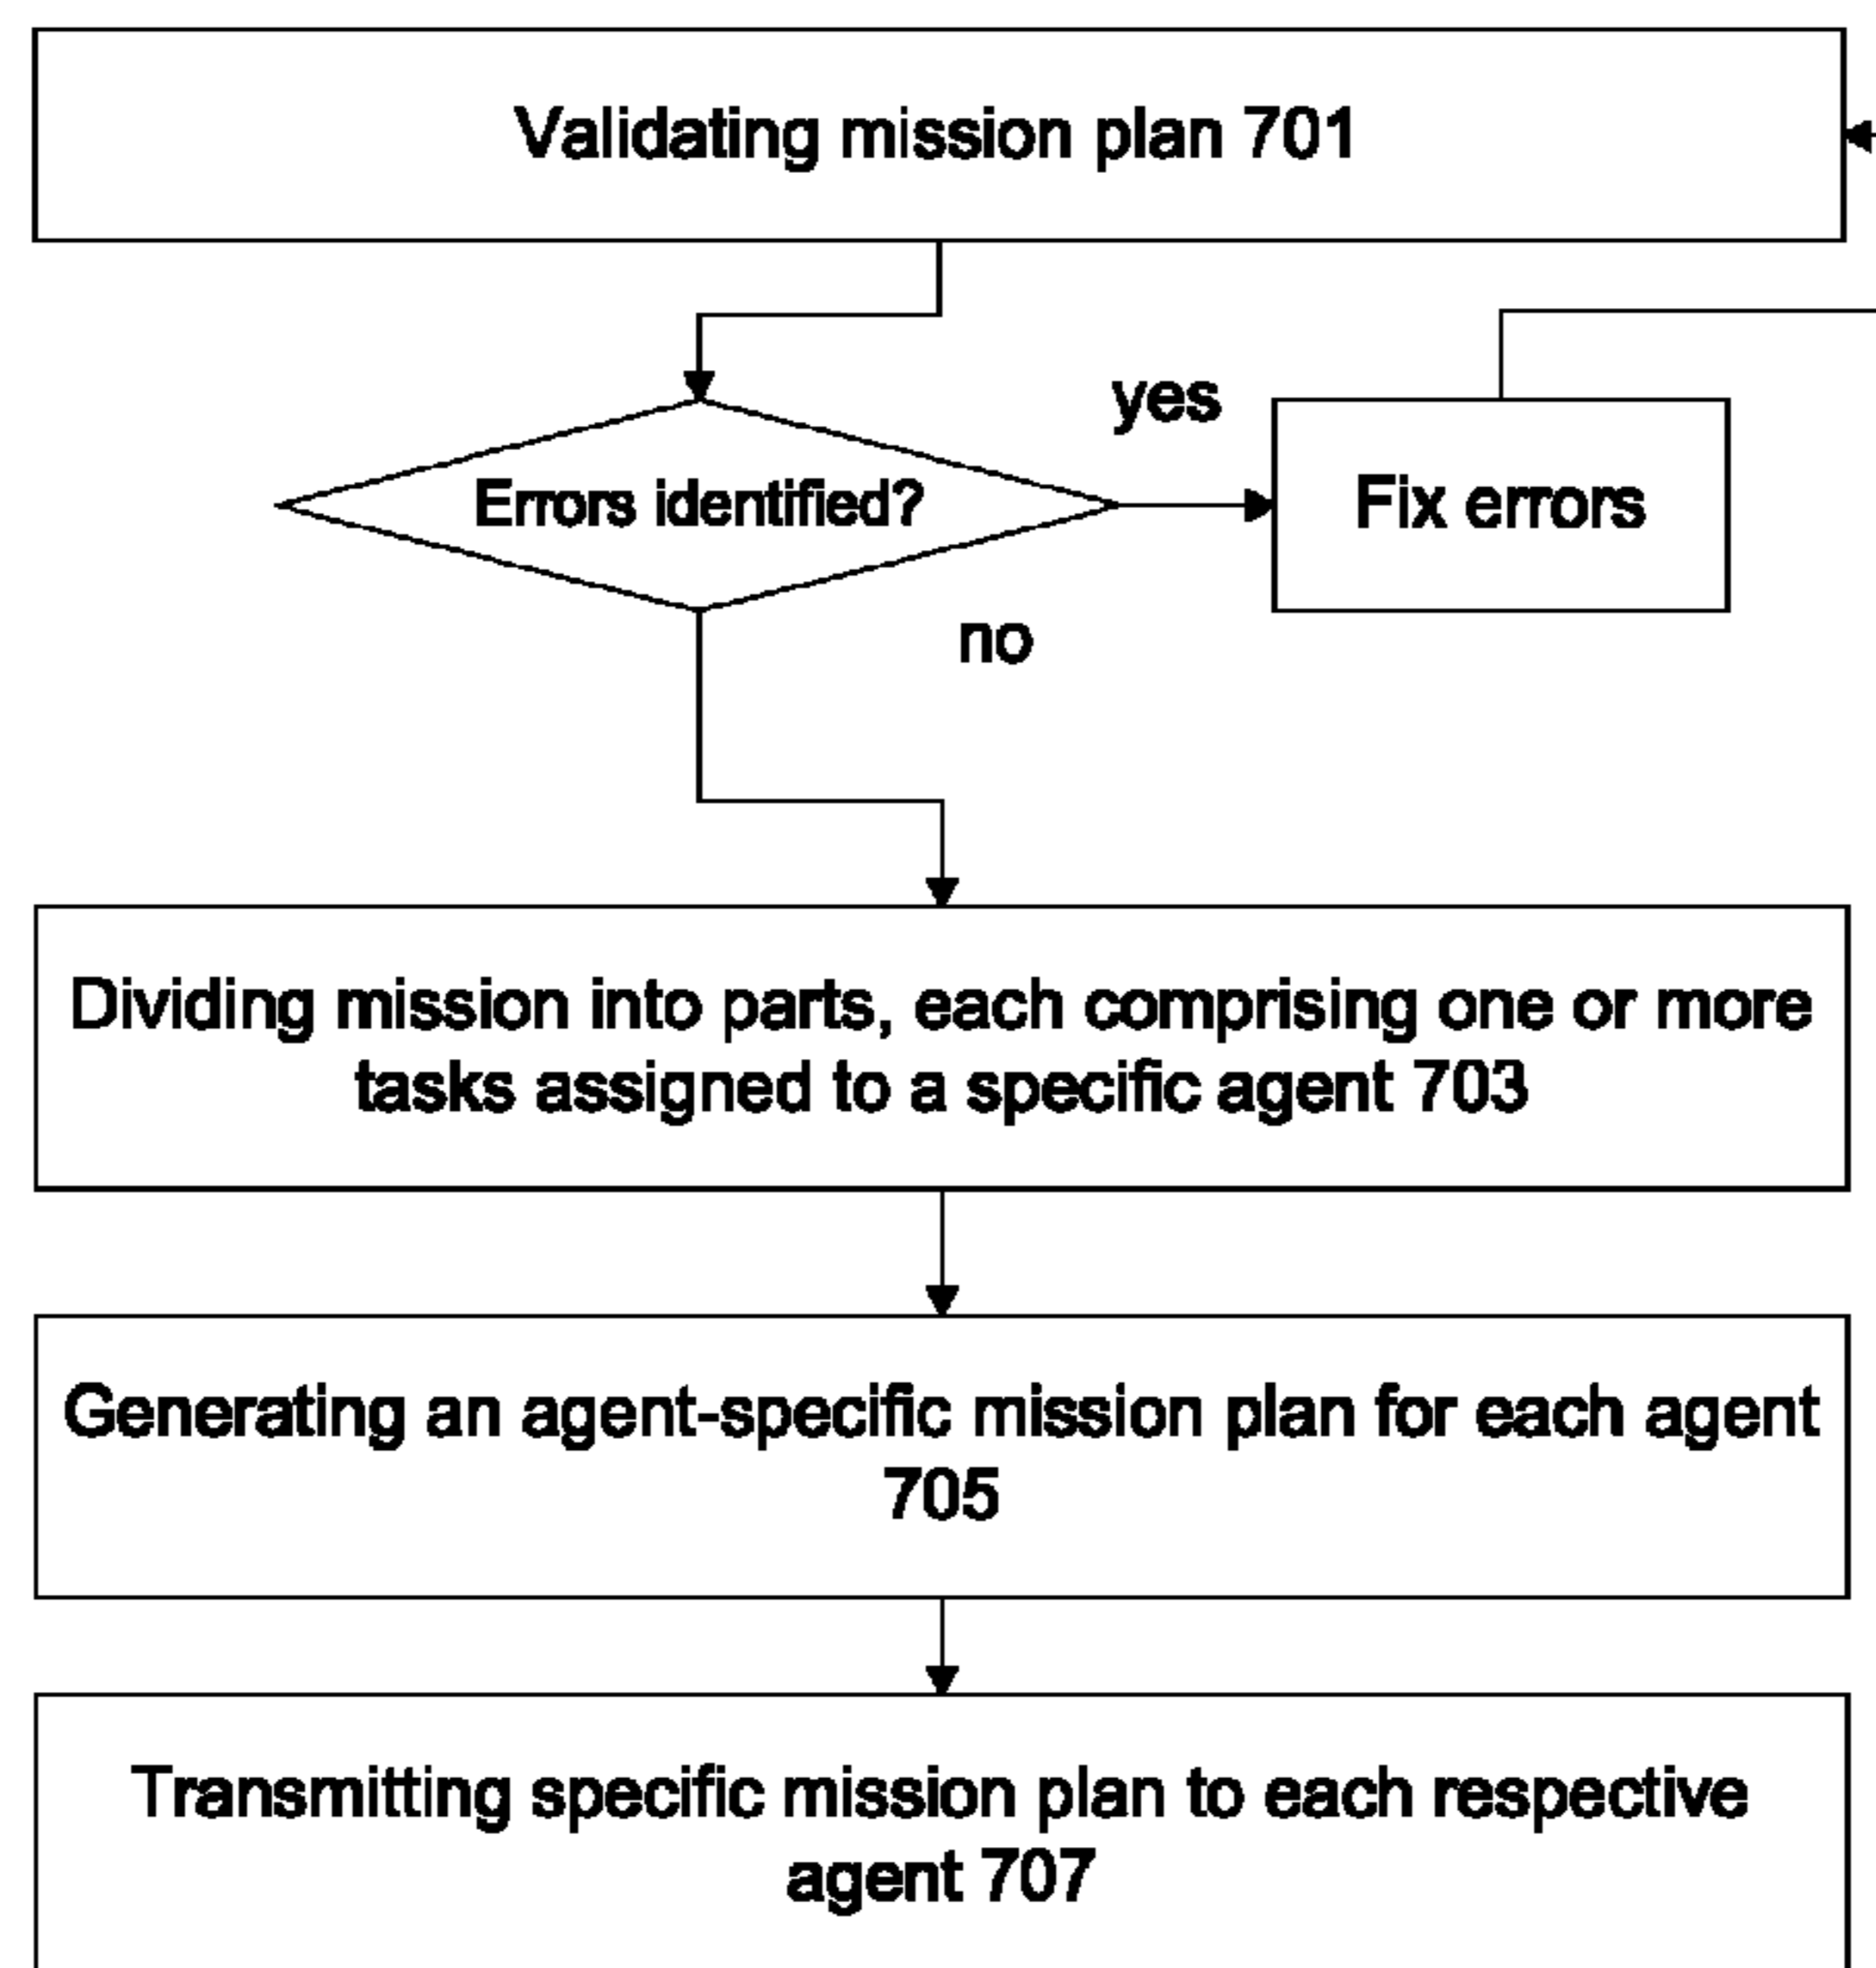 Validating mission plan 701
yes
Errors identified?
Fix errors
no
Dividing mission into parts, each comprising one or more
tasks assigned to a specific agent 703
Generating an agent-specific mission plan for each agent
705
Transmitting specific mission plan to each respective
agent 707